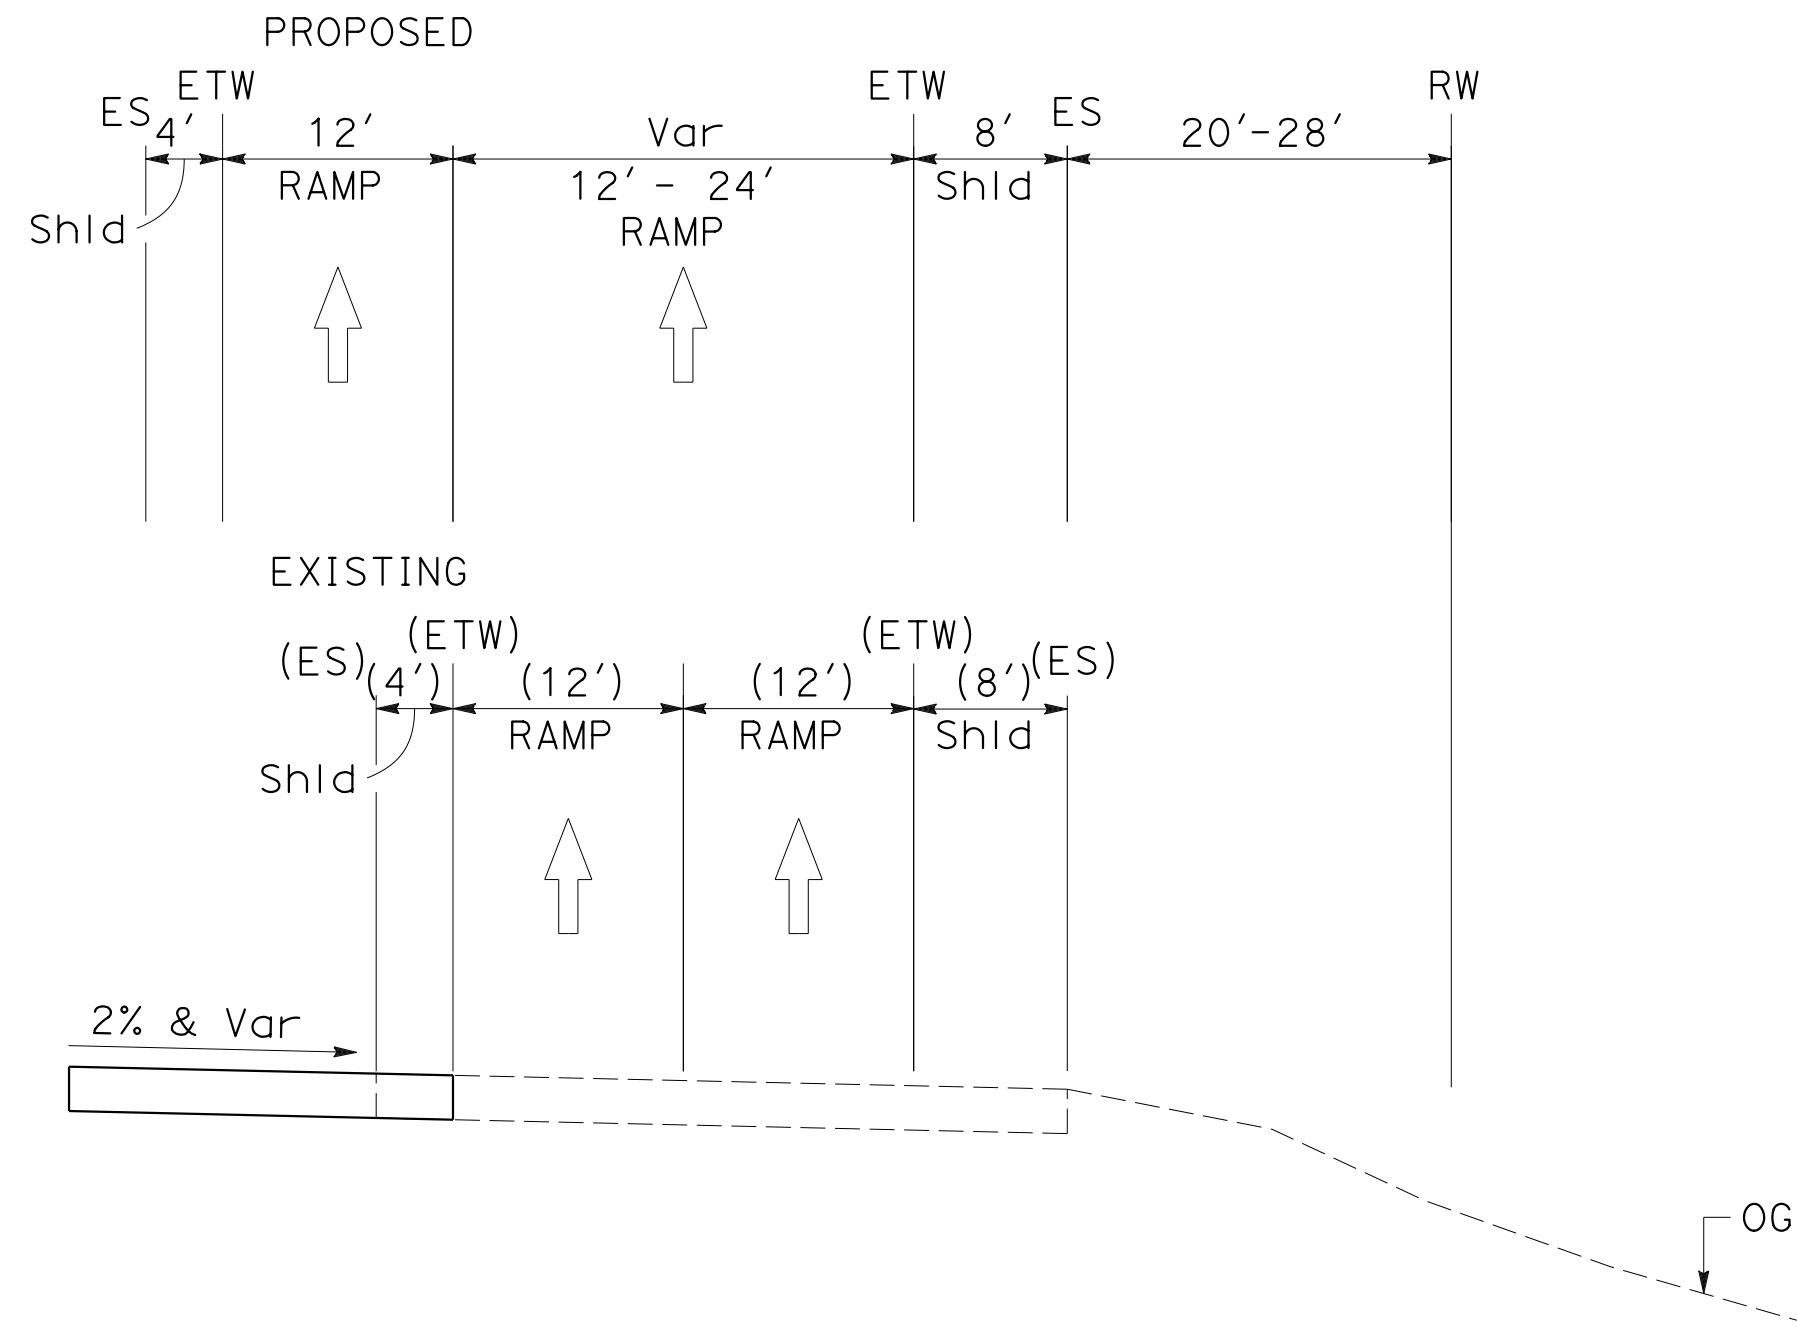 PROPOSED
ES ETW ETW ES RW
4' 12' Var 8' 20'-28'
Shld RAMP 12' - 24' Shld
RAMP
EXISTING
(ES) (ETW) (ETW) (ES)
(4') (12') (12') (8')
Shld RAMP RAMP Shld
2% & Var
OG